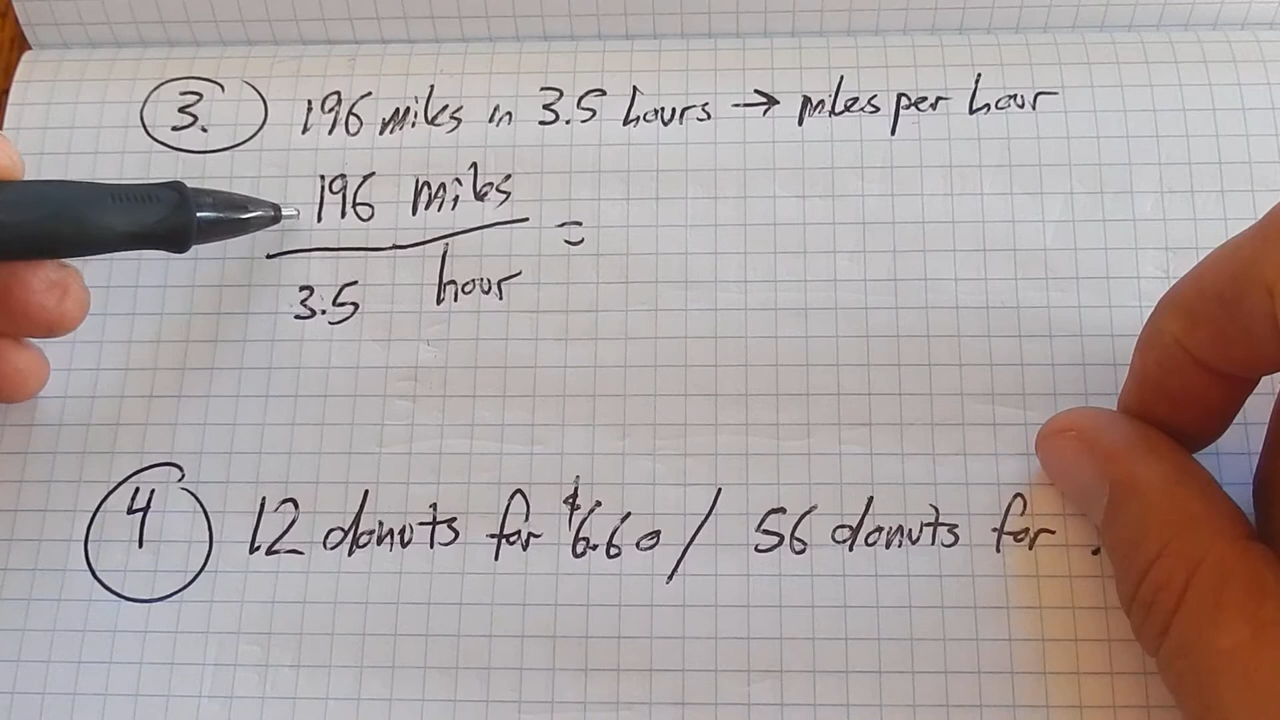 3. 196 miles in 3.5 hours → miles per hour
196 miles
=
3.5 hour
4 12 donuts for $6.60 / 56 donuts for